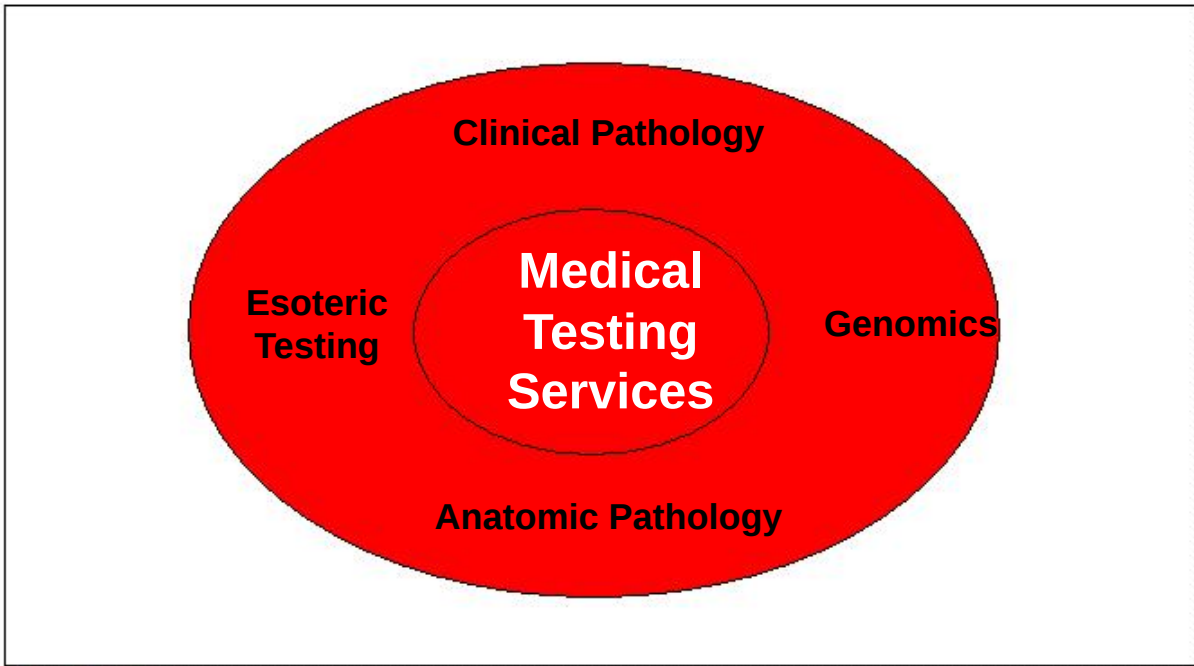 Clinical Pathology
Medical
Testing
Services
Esoteric
Testing
Genomics
Anatomic Pathology